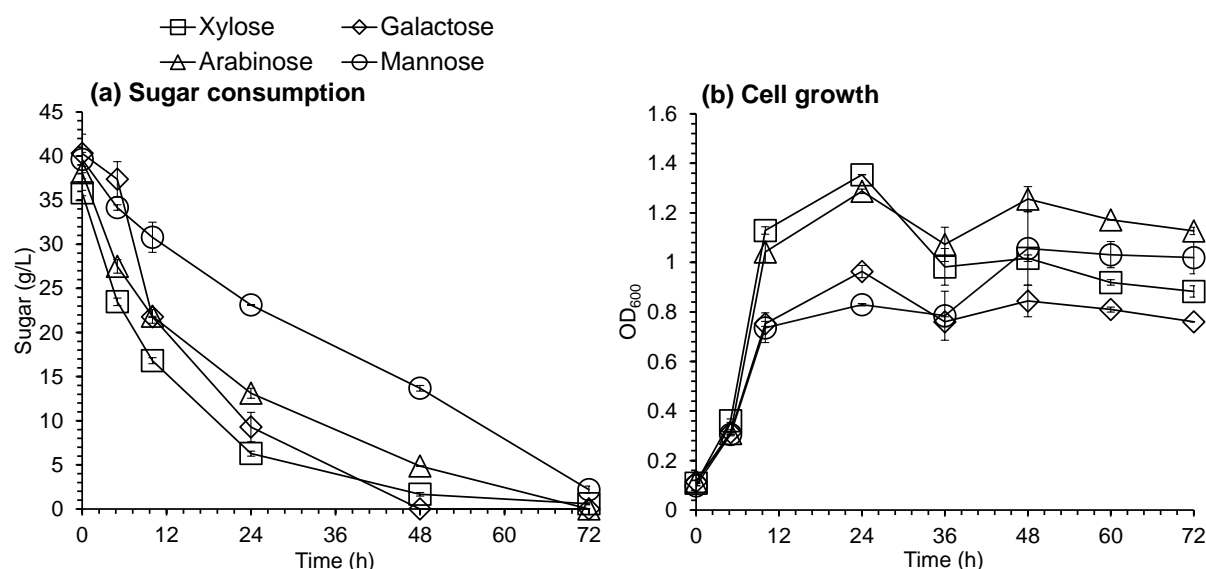 Xylose Galactose
Arabinose Mannose
(a) Sugar consumption
Sugar (g/L)
45
40
35
30
25
20
15
10
5
0
0 12 24 36 48 60 72
Time (h)
(b) Cell growth
OD600
1.6
1.4
1.2
1
0.8
0.6
0.4
0.2
0
0 12 24 36 48 60 72
Time (h)